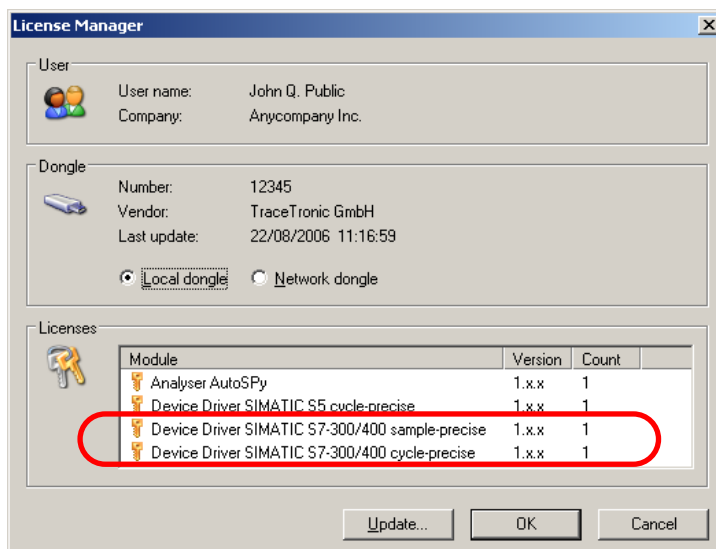 License Manager
User
User name: John Q. Public
Company: Anycompany Inc.
Dongle
Number: 12345
Vendor: TraceTronic GmbH
Last update: 22/08/2006 11:16:59
Local dongle Network dongle
Licenses
Module Version Count
Analyser AutoSPy 1.x.x 1
Device Driver SIMATIC S5 cycle-precise 1.x.x 1
Device Driver SIMATIC S7-300/400 sample-precise 1.x.x 1
Device Driver SIMATIC S7-300/400 cycle-precise 1.x.x 1
Update... OK Cancel